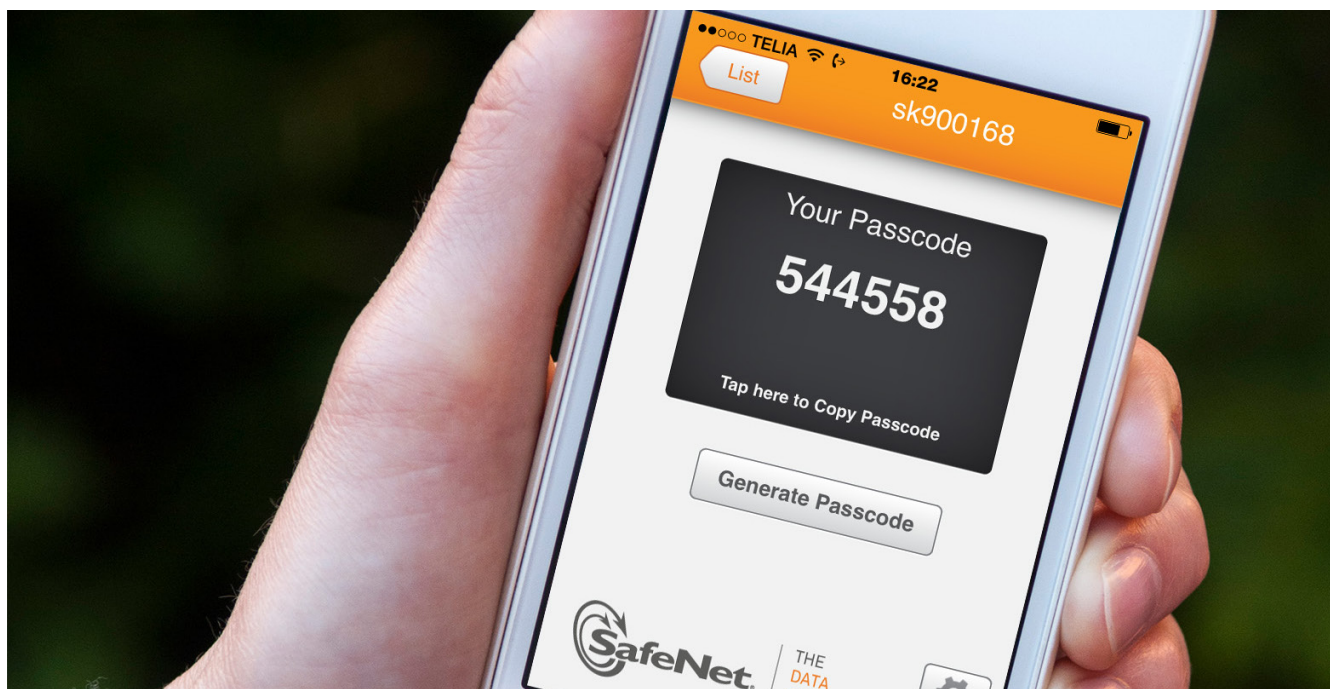 TELIA 16:22
List
sk900168
Your Passcode
544558
Tap here to Copy Passcode
Generate Passcode
SafeNet.
THE
DATA